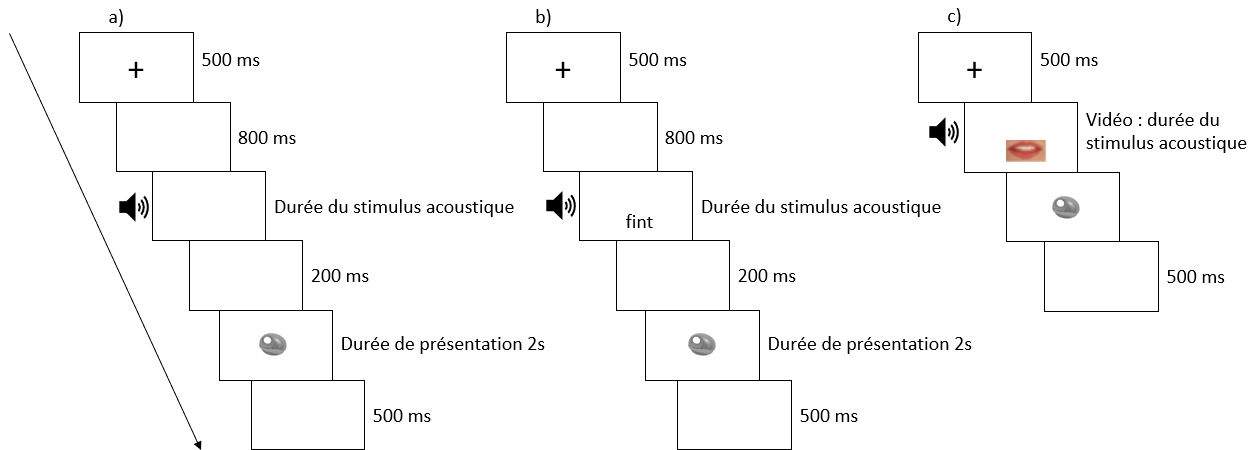 a)
+
500 ms
800 ms
Durée du stimulus acoustique
200 ms
Durée de présentation 2s
500 ms
b)
+
500 ms
800 ms
fint
Durée du stimulus acoustique
200 ms
Durée de présentation 2s
500 ms
c)
+
500 ms
Vidéo : durée du
stimulus acoustique
500 ms